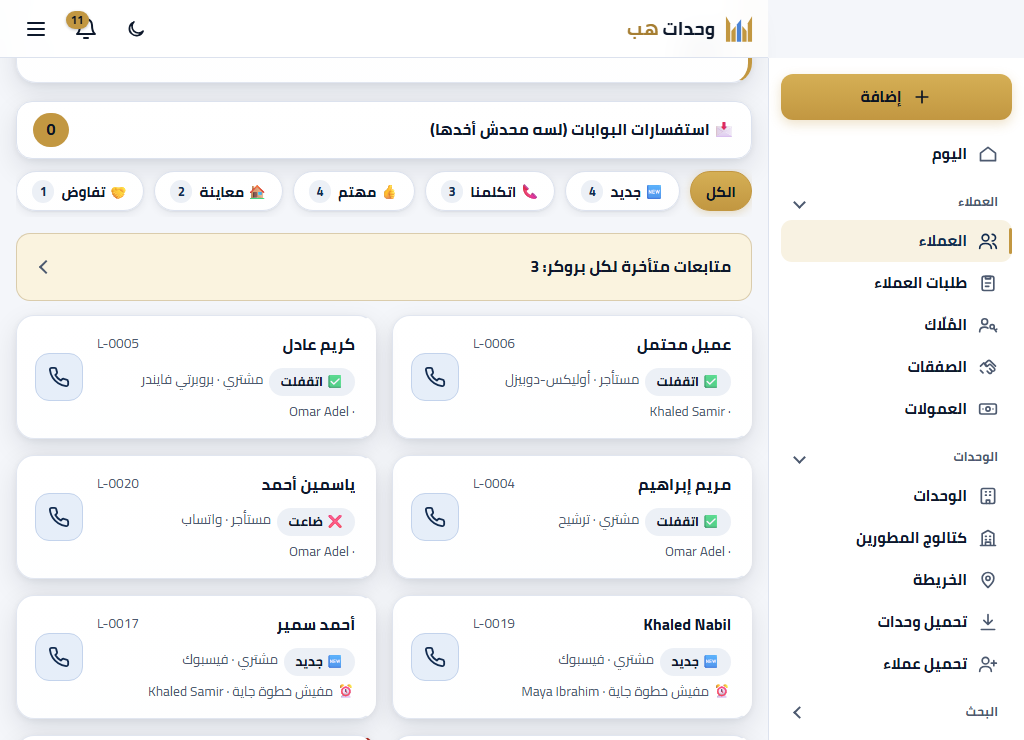 وحدات هب
11
+ إضافة
اليوم
العملاء
العملاء
طلبات العملاء
المُلّاك
الصفقات
العمولات
الوحدات
الوحدات
كتالوج المطورين
الخريطة
تحميل وحدات
تحميل عملاء
البحث
📩 استفسارات البوابات (لسه محدش أخدها) 0
الكل
🆕 جديد 4
📞 اتكلمنا 3
👍 مهتم 4
🏠 معاينة 2
🤝 تفاوض 1
متابعات متأخرة لكل بروكر: 3
عميل محتمل L-0006
✅ اتقفلت مستأجر · أوليكس-دوبيزل
· Khaled Samir
كريم عادل L-0005
✅ اتقفلت مشتري · بروبرتي فايندر
· Omar Adel
مريم إبراهيم L-0004
✅ اتقفلت مشتري · ترشيح
· Omar Adel
ياسمين أحمد L-0020
❌ ضاعت مستأجر · واتساب
· Omar Adel
Khaled Nabil L-0019
🆕 جديد مشتري · فيسبوك
⏰ مفيش خطوة جاية · Maya Ibrahim
أحمد سمير L-0017
🆕 جديد مشتري · فيسبوك
⏰ مفيش خطوة جاية · Khaled Samir